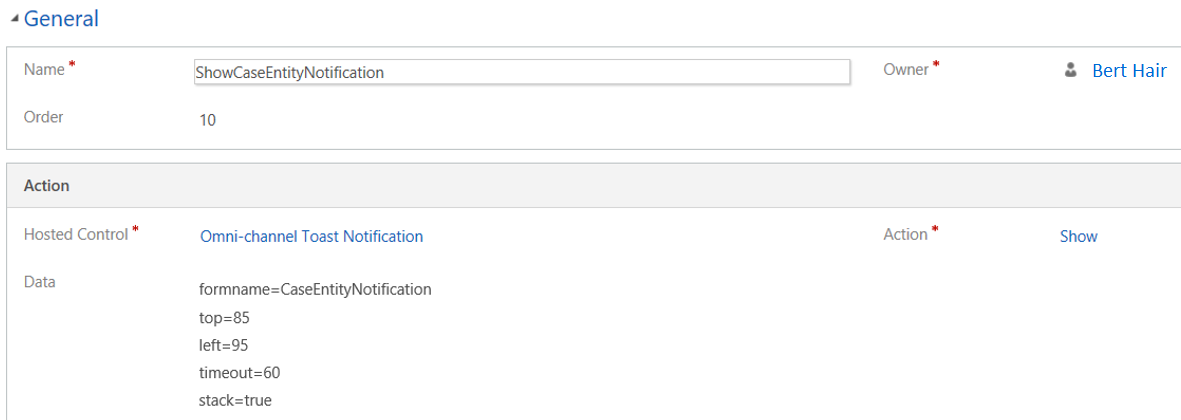 General
Name * ShowCaseEntityNotification Owner * Bert Hair
Order 10
Action
Hosted Control * Omni-channel Toast Notification Action * Show
Data formname=CaseEntityNotification
top=85
left=95
timeout=60
stack=true